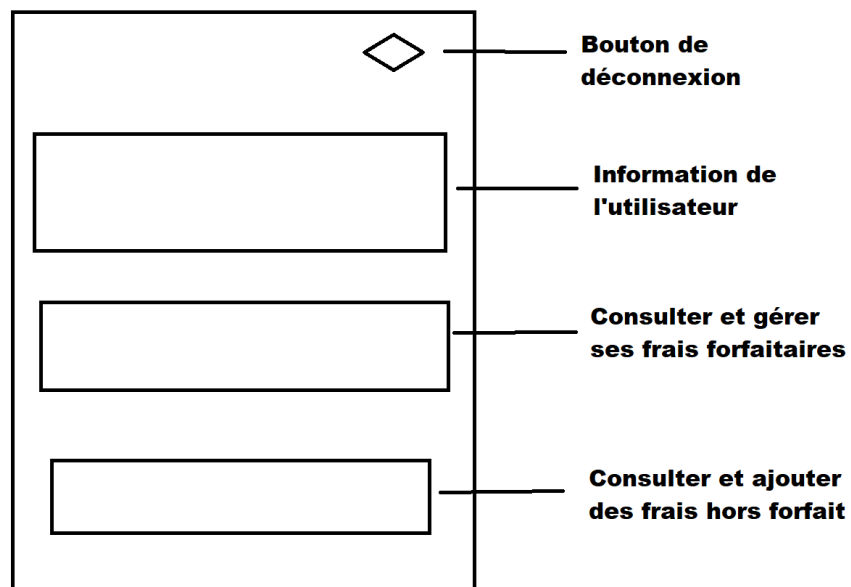 Bouton de
déconnexion
Information de
l'utilisateur
Consulter et gérer
ses frais forfaitaires
Consulter et ajouter
des frais hors forfait